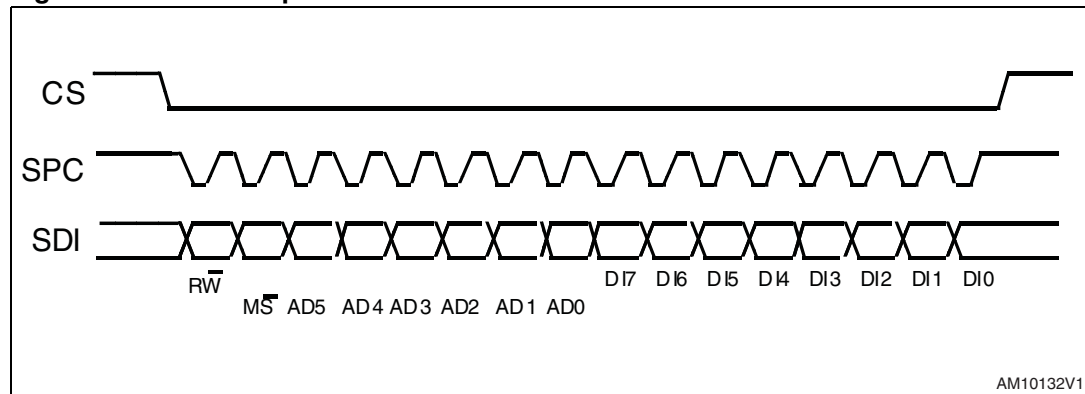 CS
SPC
SDI
RW̅ DI7 DI6 DI5 DI4 DI3 DI2 DI1 DI0
MS̅ AD5 AD4 AD3 AD2 AD1 AD0
AM10132V1